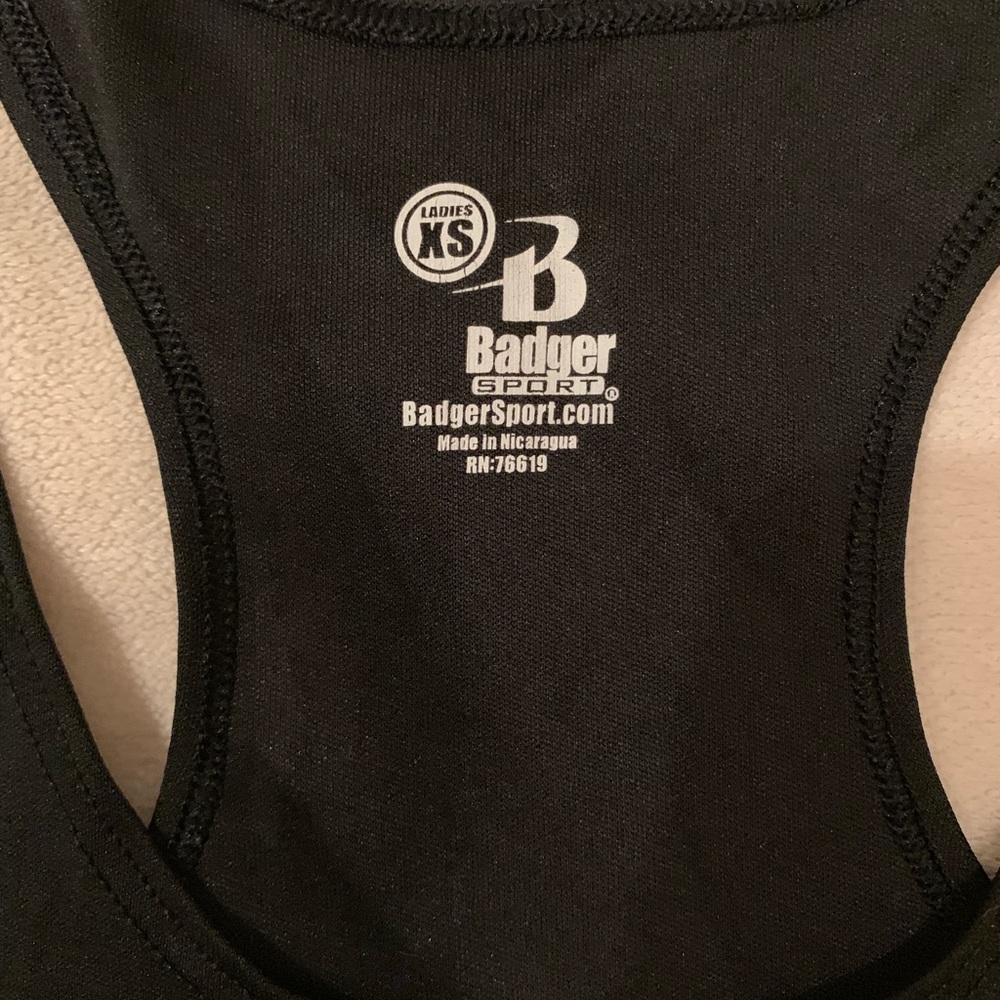 LADIES
XS
B
Badger
SPORT®
BadgerSport.com
Made in Nicaragua
RN:76619